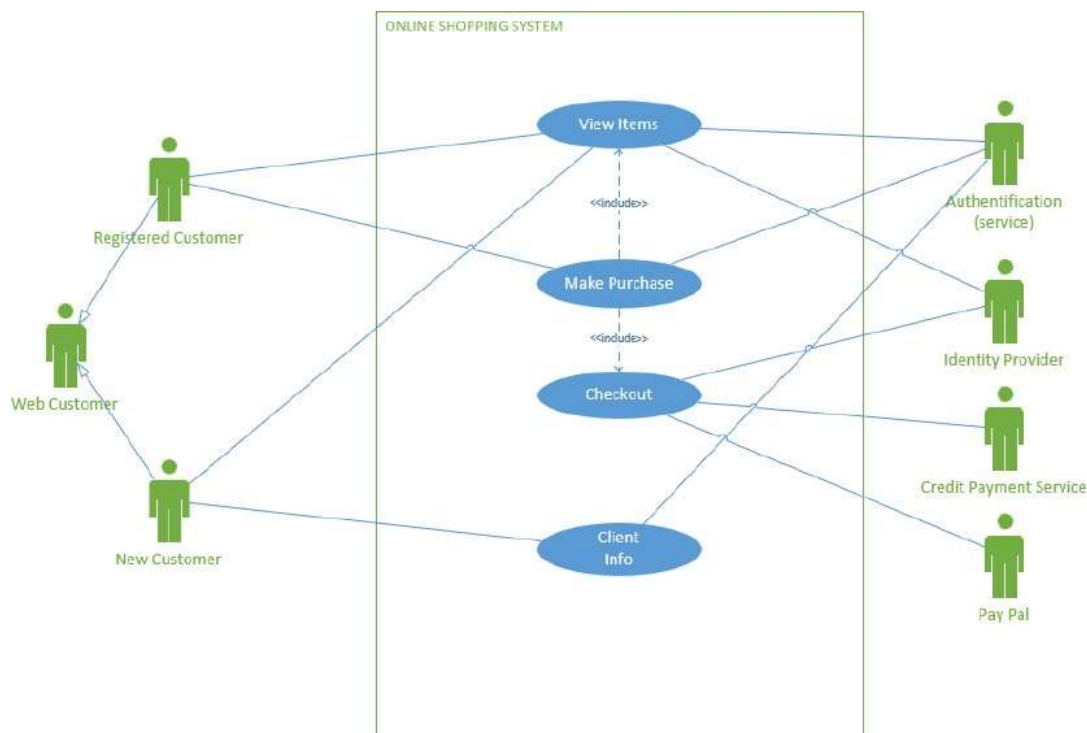 ONLINE SHOPPING SYSTEM
View Items
<<include>>
Make Purchase
<<include>>
Checkout
Client
Info
Registered Customer
Web Customer
New Customer
Authentification
(service)
Identity Provider
Credit Payment Service
Pay Pal